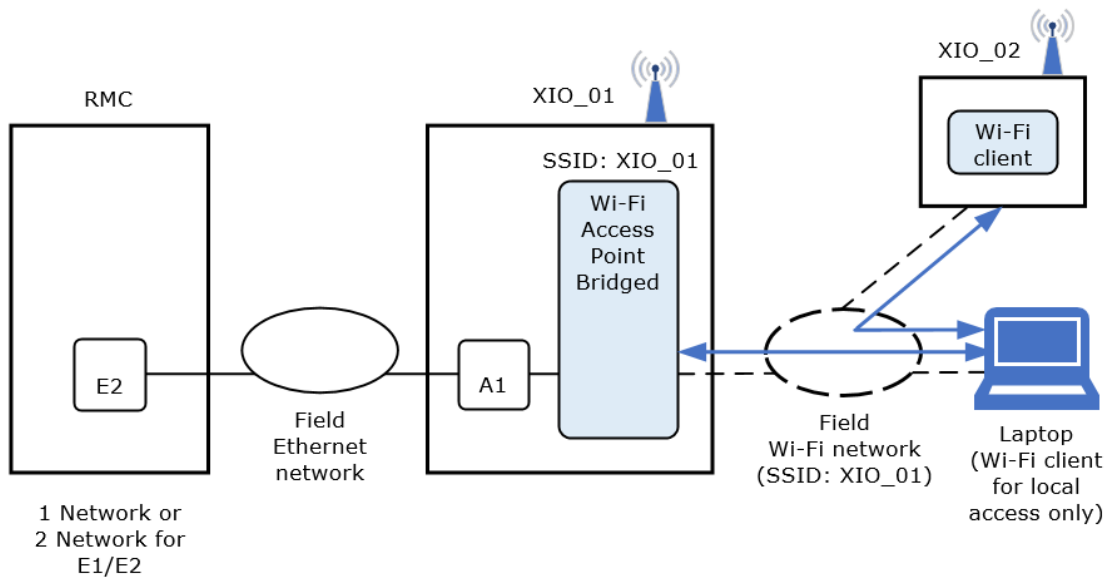 RMC
E2
1 Network or
2 Network for
E1/E2
Field
Ethernet
network
XIO_01
SSID: XIO_01
Wi-Fi
Access
Point
Bridged
A1
Field
Wi-Fi network
(SSID: XIO_01)
XIO_02
Wi-Fi
client
Laptop
(Wi-Fi client
for local
access only)